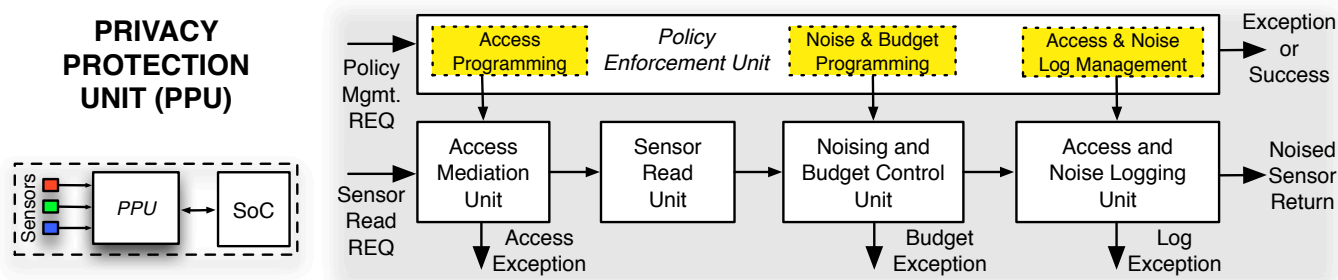 PRIVACY
PROTECTION
UNIT (PPU)
Sensors
PPU
SoC
Policy
Mgmt.
REQ
Access
Programming
Policy
Enforcement Unit
Noise & Budget
Programming
Access & Noise
Log Management
Exception
or
Success
Sensor
Read
REQ
Access
Mediation
Unit
Sensor
Read
Unit
Noising and
Budget Control
Unit
Access and
Noise Logging
Unit
Noised
Sensor
Return
Access
Exception
Budget
Exception
Log
Exception